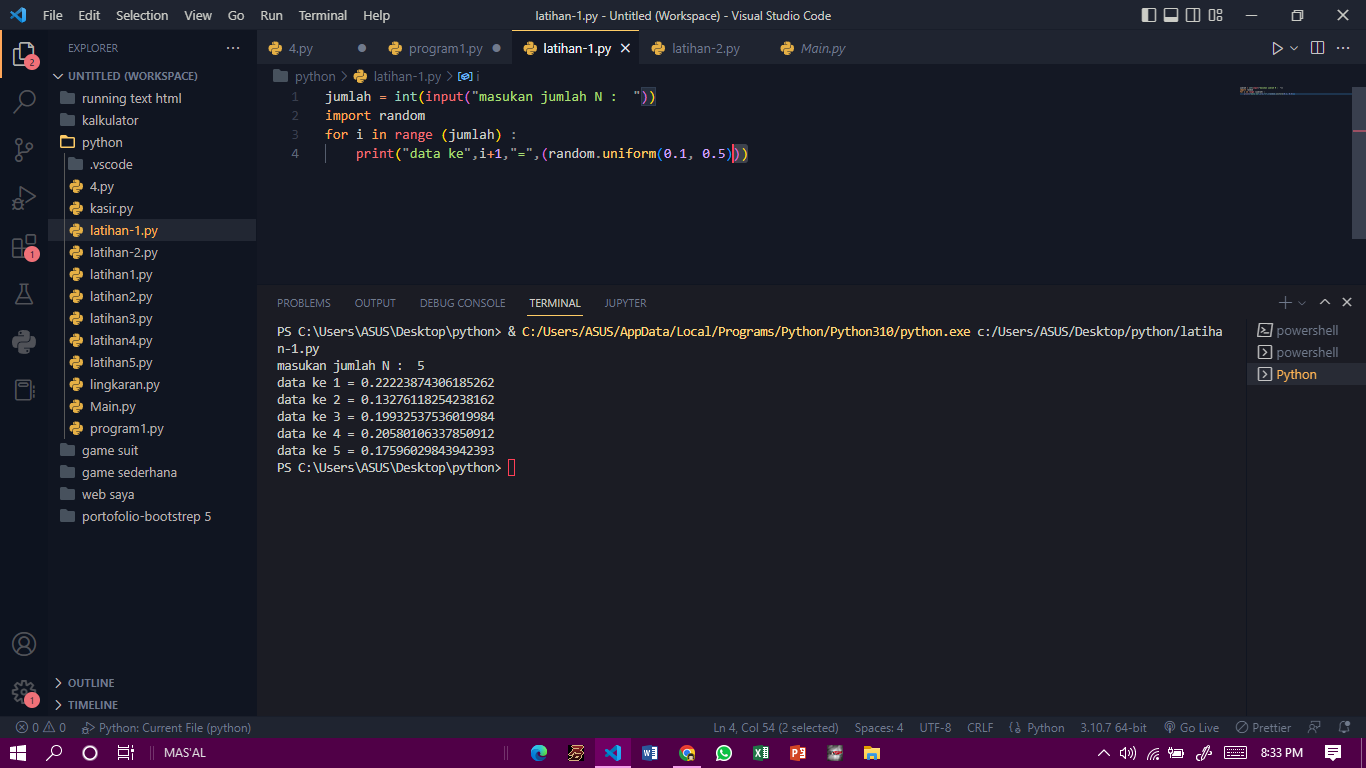 File Edit Selection View Go Run Terminal Help
latihan-1.py - Untitled (Workspace) - Visual Studio Code
EXPLORER
UNTITLED (WORKSPACE)
running text html
kalkulator
python
.vscode
4.py
kasir.py
latihan-1.py
latihan-2.py
latihan1.py
latihan2.py
latihan3.py
latihan4.py
latihan5.py
lingkaran.py
Main.py
program1.py
game suit
game sederhana
web saya
portofolio-bootstrep 5
OUTLINE
TIMELINE
2
1
1
4.py program1.py latihan-1.py latihan-2.py Main.py
python > latihan-1.py > i
1 jumlah = int(input("masukan jumlah N :  "))
2 import random
3 for i in range (jumlah) :
4     print("data ke",i+1,"=",(random.uniform(0.1, 0.5)))
PROBLEMS OUTPUT DEBUG CONSOLE TERMINAL JUPYTER
PS C:\Users\ASUS\Desktop\python> & C:/Users/ASUS/AppData/Local/Programs/Python/Python310/python.exe c:/Users/ASUS/Desktop/python/latiha
n-1.py
masukan jumlah N :  5
data ke 1 = 0.22223874306185262
data ke 2 = 0.13276118254238162
data ke 3 = 0.19932537536019984
data ke 4 = 0.20580106337850912
data ke 5 = 0.17596029843942393
PS C:\Users\ASUS\Desktop\python>
powershell
powershell
Python
0 0 Python: Current File (python)
Ln 4, Col 54 (2 selected) Spaces: 4 UTF-8 CRLF Python 3.10.7 64-bit Go Live Prettier
MAS'AL
8:33 PM